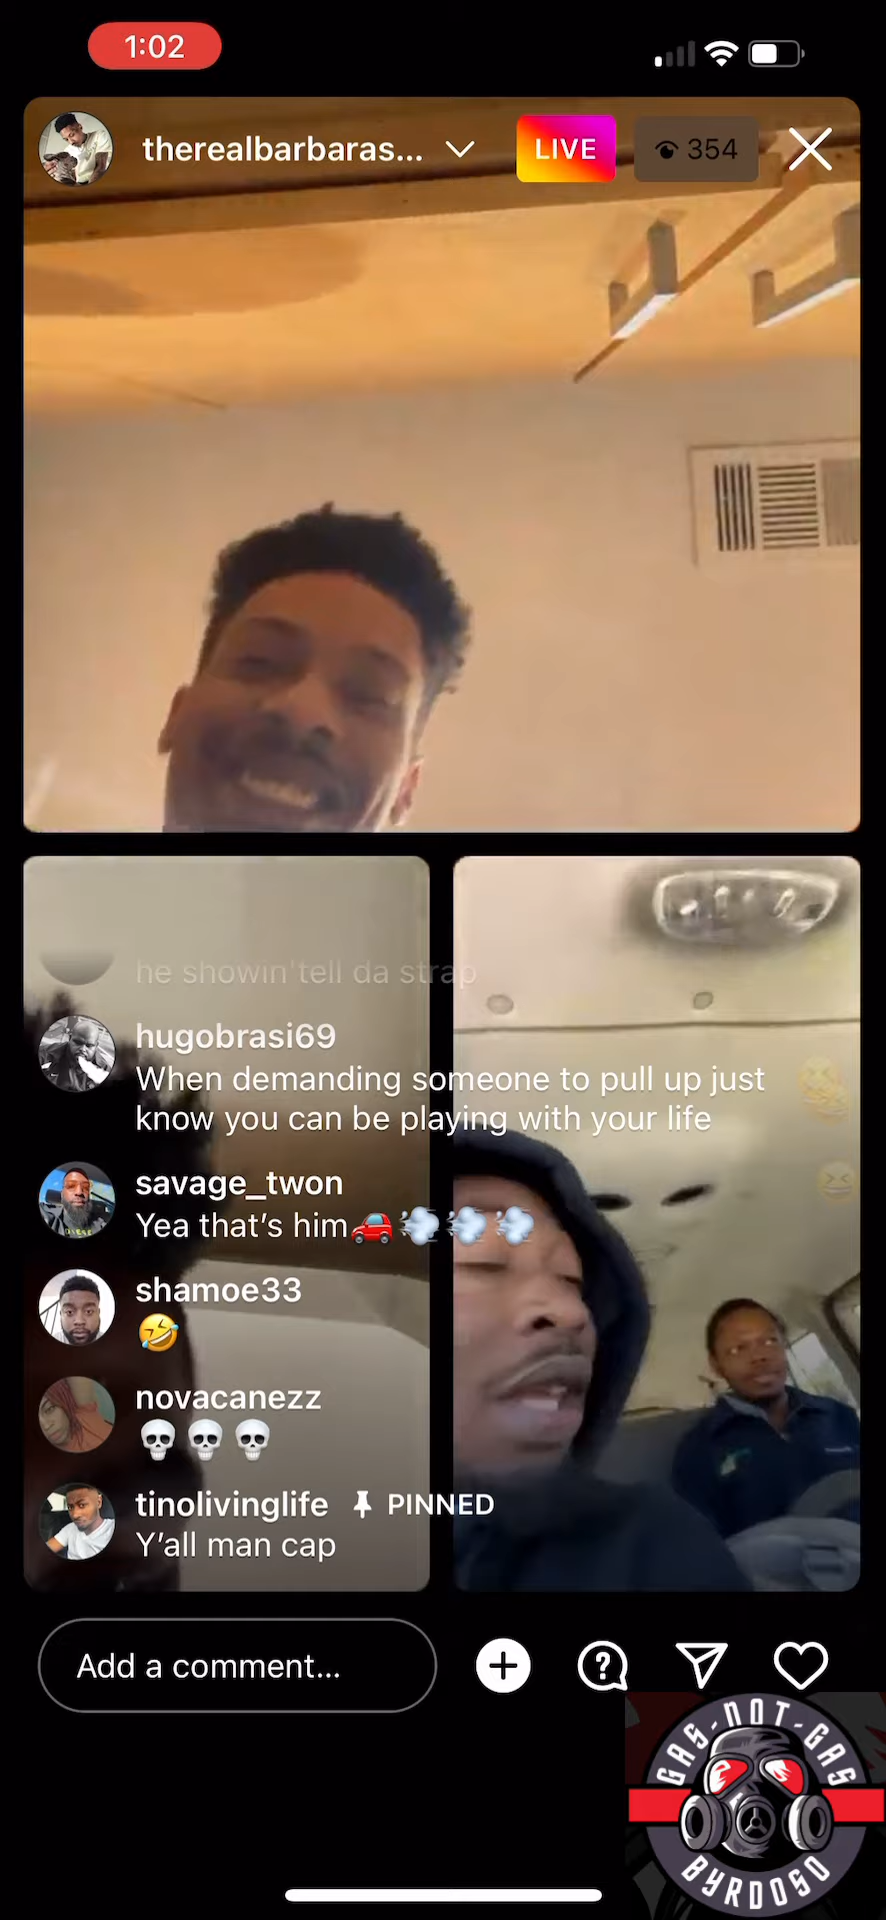 1:02
therealbarbaras...
LIVE
354
he showin'tell da strap
hugobrasi69
When demanding someone to pull up just
know you can be playing with your life
savage_twon
Yea that's him🚗💨💨💨
shamoe33
🤣
novacanezz
💀💀💀
tinolivinglife PINNED
Y'all man cap
Add a comment...
GAS-NOT-GAS
BYRDOSO